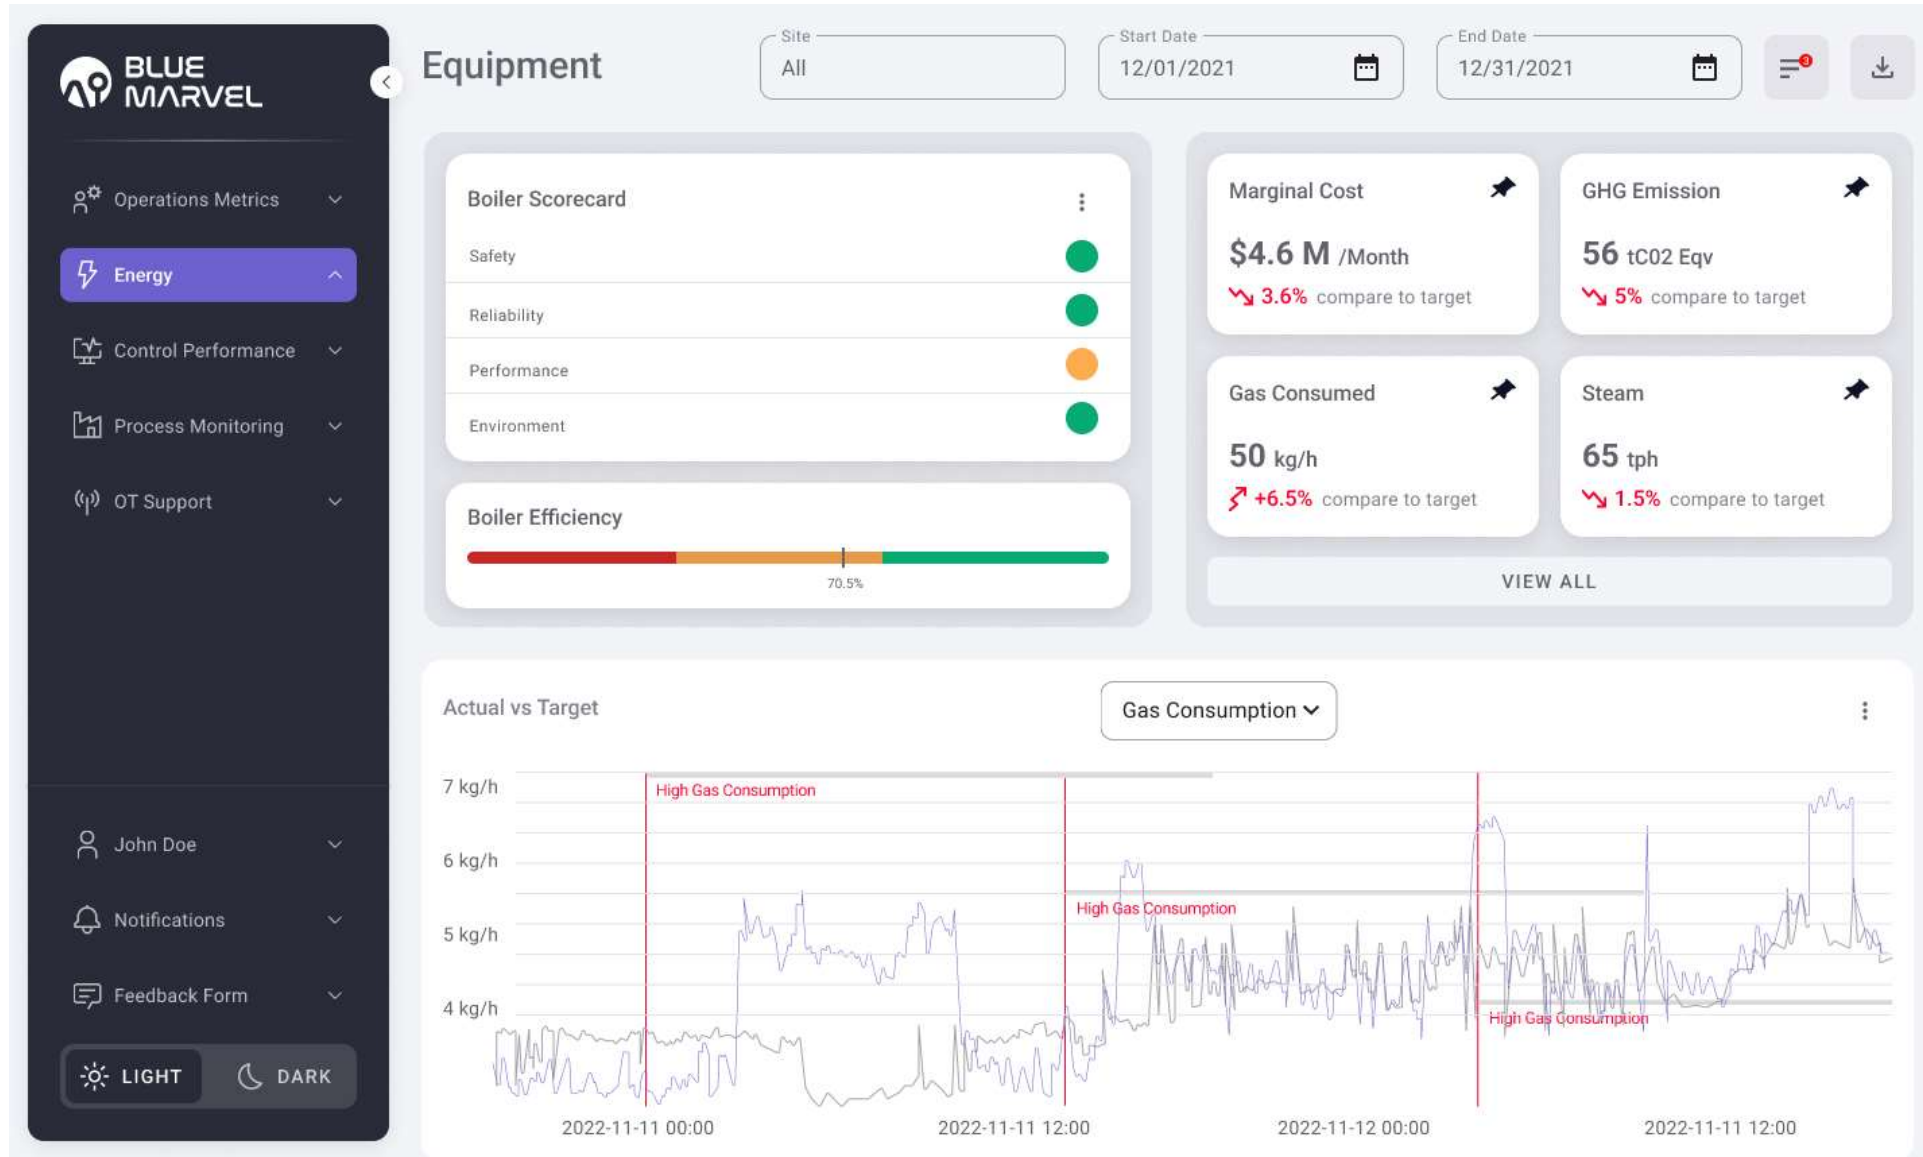 BLUE
MARVEL
Operations Metrics
Energy
Control Performance
Process Monitoring
OT Support
John Doe
Notifications
Feedback Form
LIGHT
DARK
Equipment
Site
All
Start Date
12/01/2021
End Date
12/31/2021
3
Boiler Scorecard
Safety
Reliability
Performance
Environment
Boiler Efficiency
70.5%
Marginal Cost
$4.6 M /Month
3.6% compare to target
GHG Emission
56 tC02 Eqv
5% compare to target
Gas Consumed
50 kg/h
+6.5% compare to target
Steam
65 tph
1.5% compare to target
VIEW ALL
Actual vs Target
Gas Consumption
7 kg/h
6 kg/h
5 kg/h
4 kg/h
High Gas Consumption
High Gas Consumption
High Gas Consumption
2022-11-11 00:00
2022-11-11 12:00
2022-11-12 00:00
2022-11-11 12:00